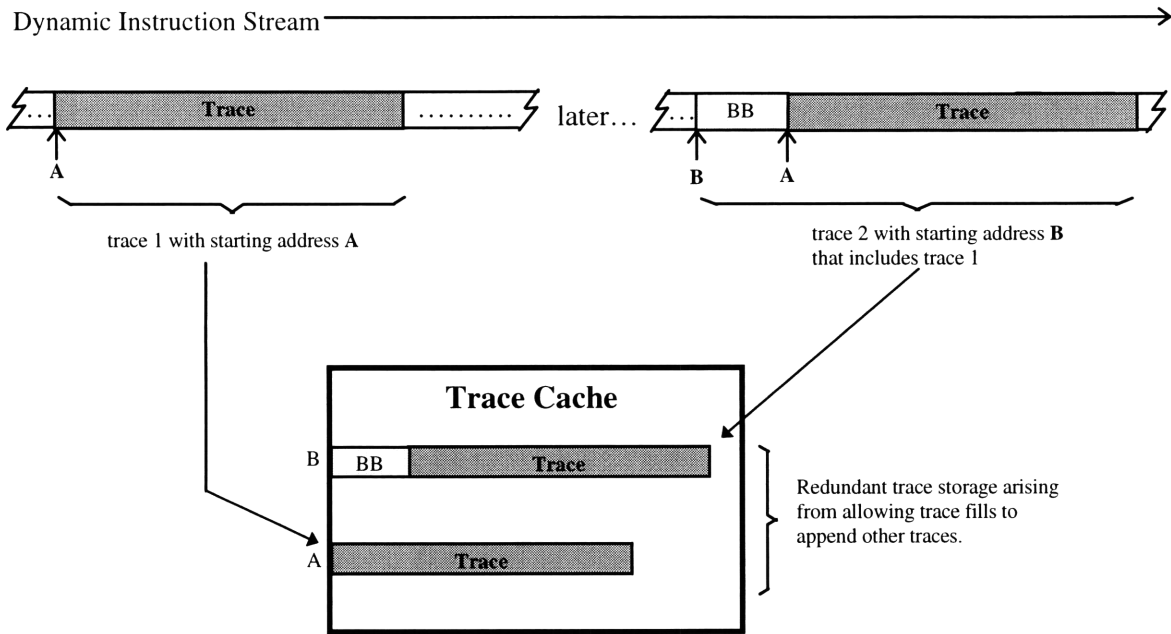 Dynamic Instruction Stream
... Trace .......... later... ... BB Trace
A B A
trace 1 with starting address A
trace 2 with starting address B
that includes trace 1
Trace Cache
B BB Trace
Redundant trace storage arising
from allowing trace fills to
append other traces.
A Trace